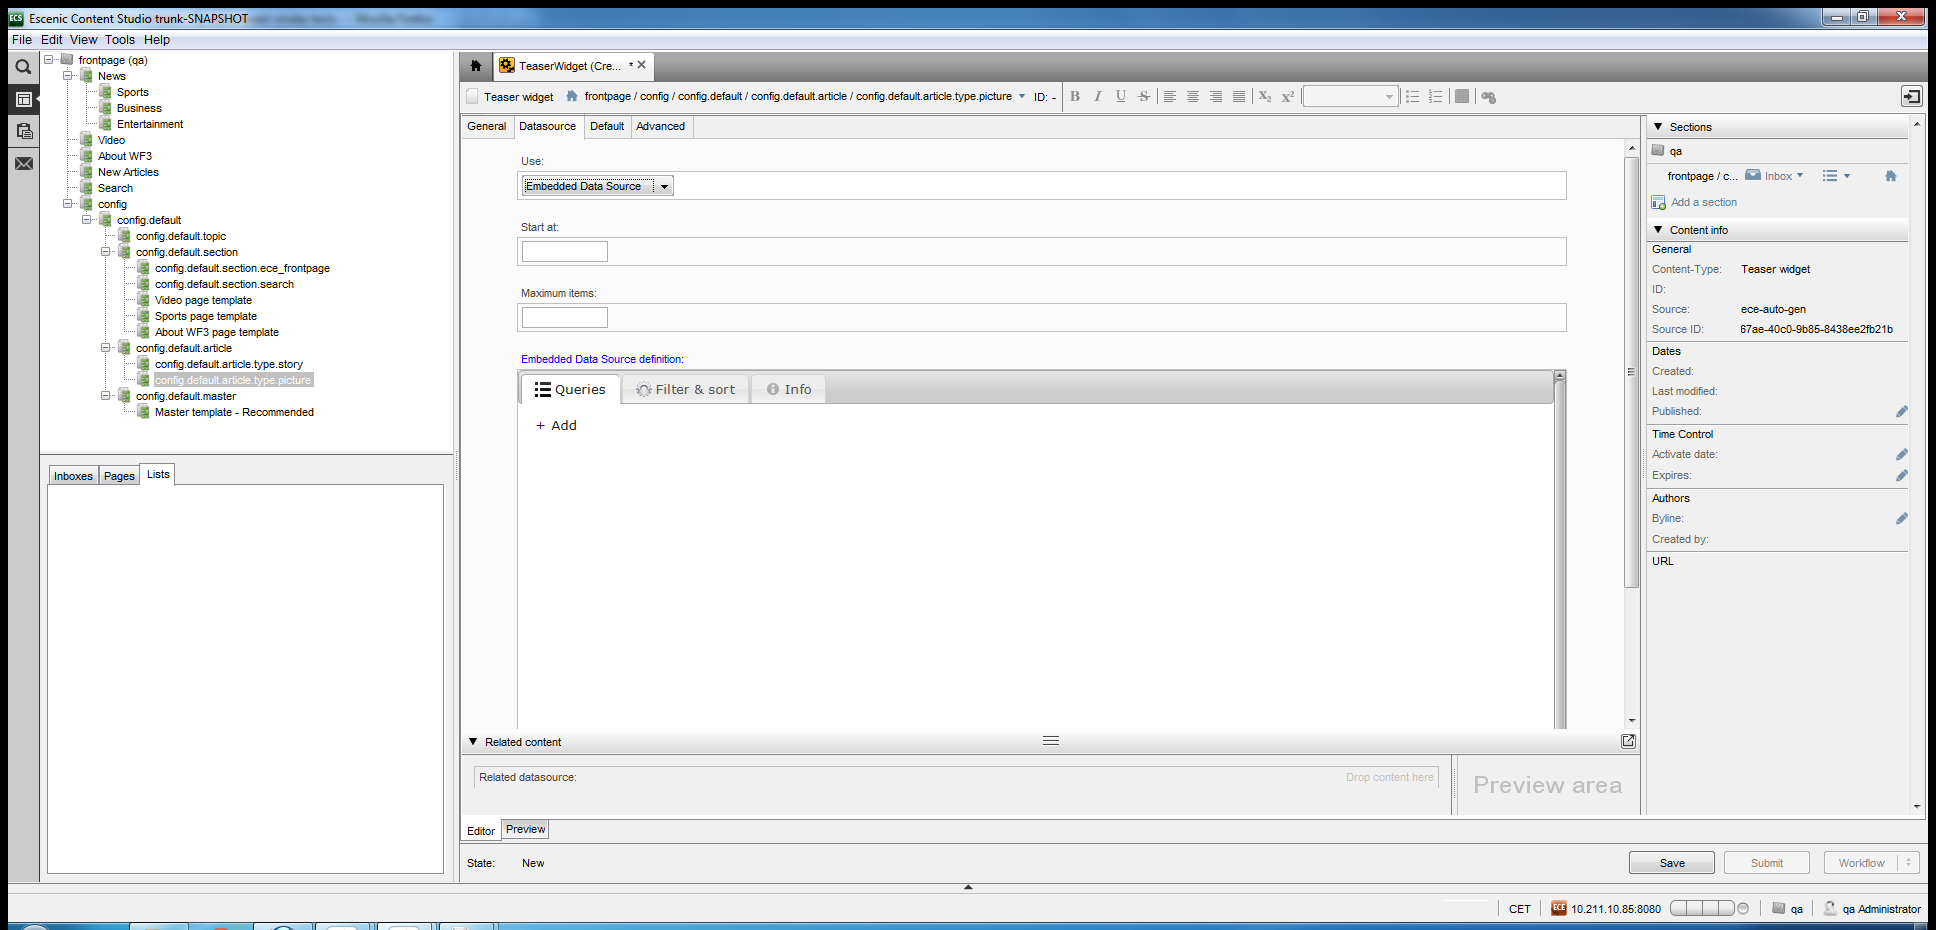 Escenic Content Studio trunk-SNAPSHOT
File Edit View Tools Help
frontpage (qa)
News
Sports
Business
Entertainment
Video
About WF3
New Articles
Search
config
config.default
config.default.topic
config.default.section
config.default.section.ece_frontpage
config.default.section.search
Video page template
Sports page template
About WF3 page template
config.default.article
config.default.article.type.story
config.default.article.type.picture
config.default.master
Master template - Recommended
Inboxes Pages Lists
TeaserWidget (Cre... *
Teaser widget frontpage / config / config.default / config.default.article / config.default.article.type.picture ID: -
B I U S X2 X2
General Datasource Default Advanced
Use:
Embedded Data Source
Start at:
Maximum items:
Embedded Data Source definition:
Queries Filter & sort Info
+ Add
Related content
Related datasource: Drop content here
Preview area
Editor Preview
State: New
Save Submit Workflow
Sections
qa
frontpage / c... Inbox
Add a section
Content info
General
Content-Type: Teaser widget
ID:
Source: ece-auto-gen
Source ID: 67ae-40c0-9b85-8438ee2fb21b
Dates
Created:
Last modified:
Published:
Time Control
Activate date:
Expires:
Authors
Byline:
Created by:
URL
CET ECE 10.211.10.85:8080 qa qa Administrator